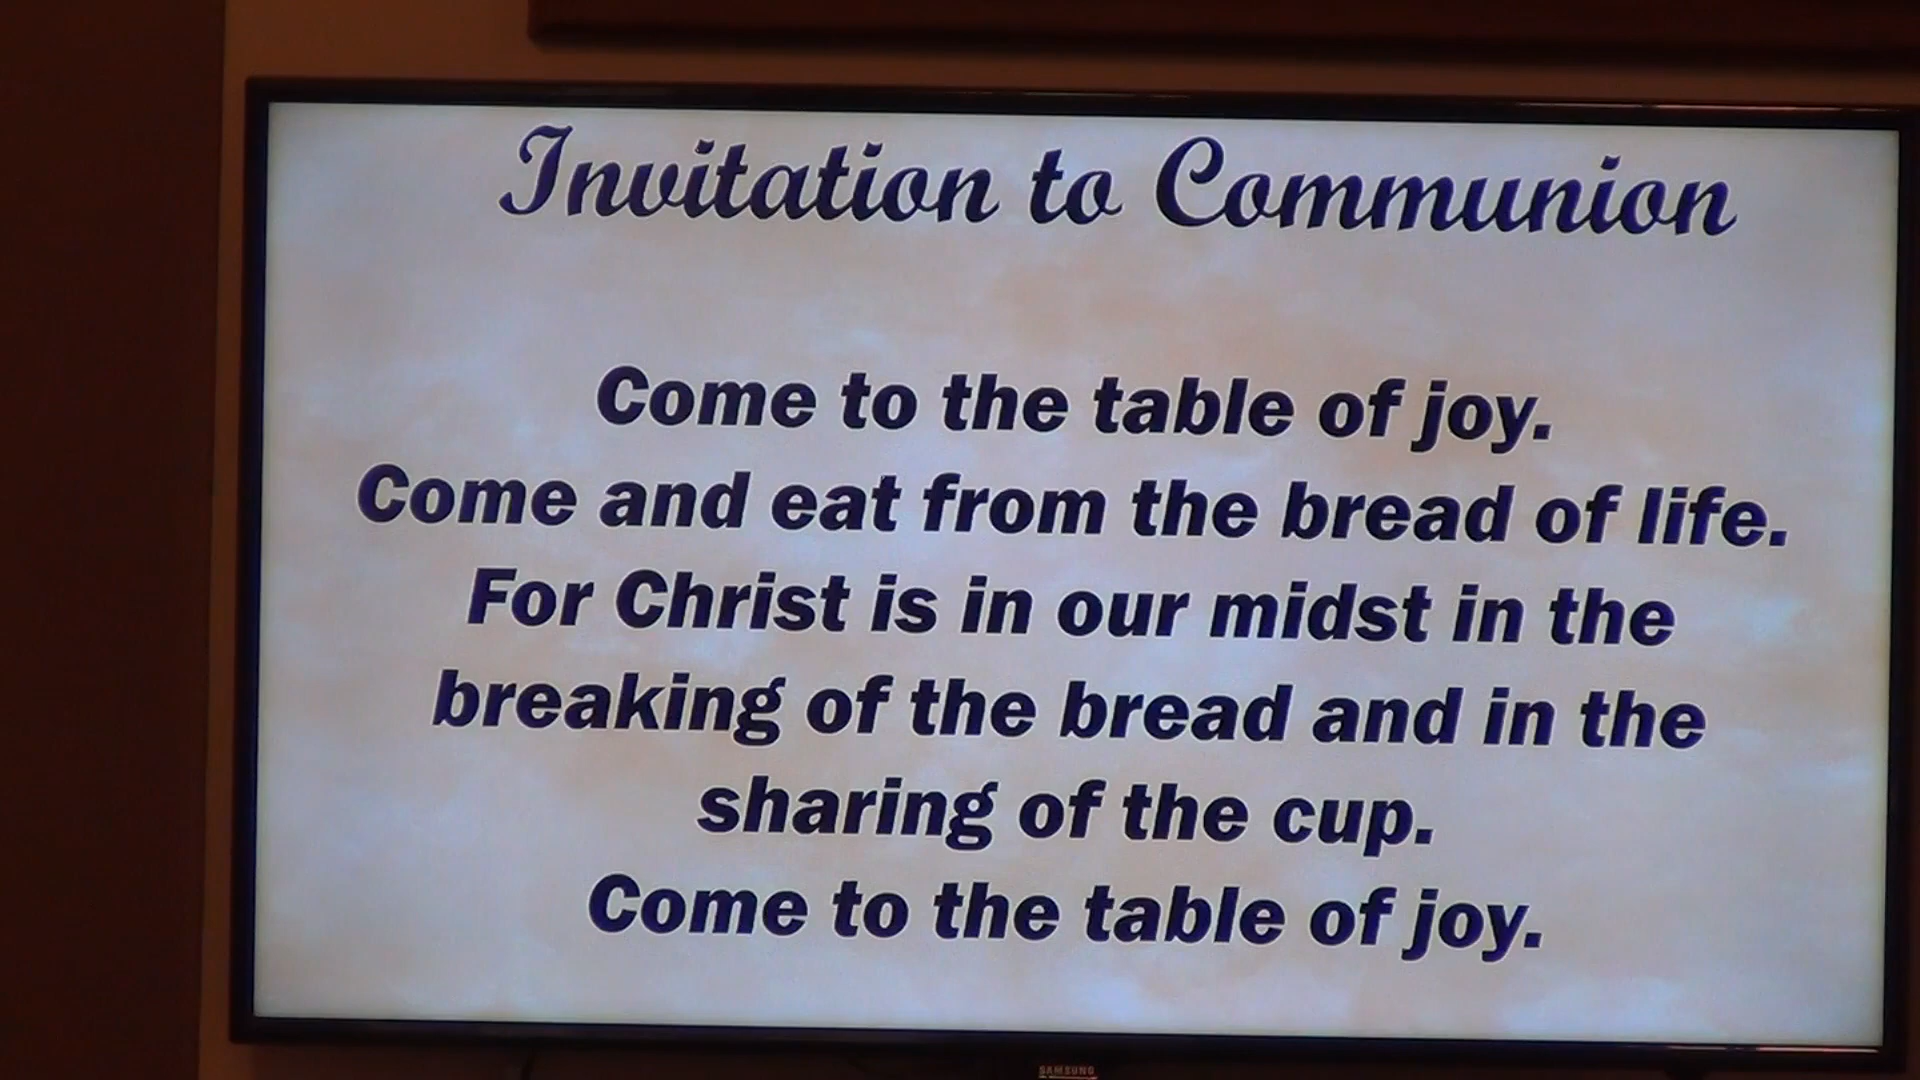 Invitation to Communion
Come to the table of joy.
Come and eat from the bread of life.
For Christ is in our midst in the
breaking of the bread and in the
sharing of the cup.
Come to the table of joy.
SAMSUNG